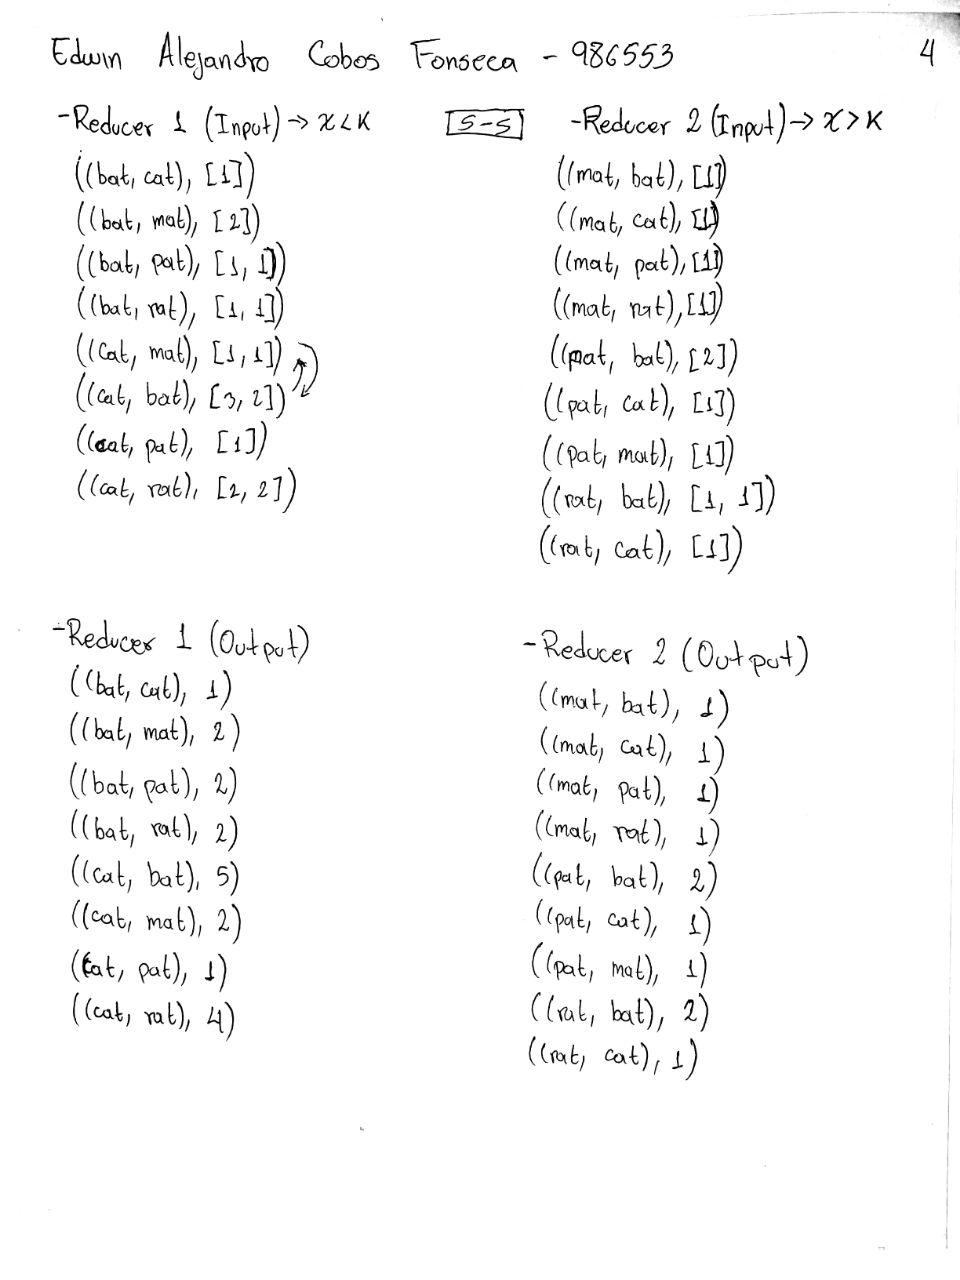 Edwin Alejandro Cobos Fonseca - 986553
4
-Reducer 1 (Input) → x<K
((bat, cat), [1])
((bat, mat), [2])
((bat, pat), [1, 1])
((bat, rat), [1, 1])
((cat, mat), [1, 1])
((cat, bat), [3, 2])
((cat, pat), [1])
((cat, rat), [2, 2])
S-S
-Reducer 2 (Input) → x>K
((mat, bat), [1])
((mat, cat), [1])
((mat, pat), [1])
((mat, rat), [1])
((pat, bat), [2])
((pat, cat), [1])
((pat, mat), [1])
((rat, bat), [1, 1])
((rat, cat), [1])
-Reducer 1 (Output)
((bat, cat), 1)
((bat, mat), 2)
((bat, pat), 2)
((bat, rat), 2)
((cat, bat), 5)
((cat, mat), 2)
((cat, pat), 1)
((cat, rat), 4)
-Reducer 2 (Output)
((mat, bat), 1)
((mat, cat), 1)
((mat, pat), 1)
((mat, rat), 1)
((pat, bat), 2)
((pat, cat), 1)
((pat, mat), 1)
((rat, bat), 2)
((rat, cat), 1)